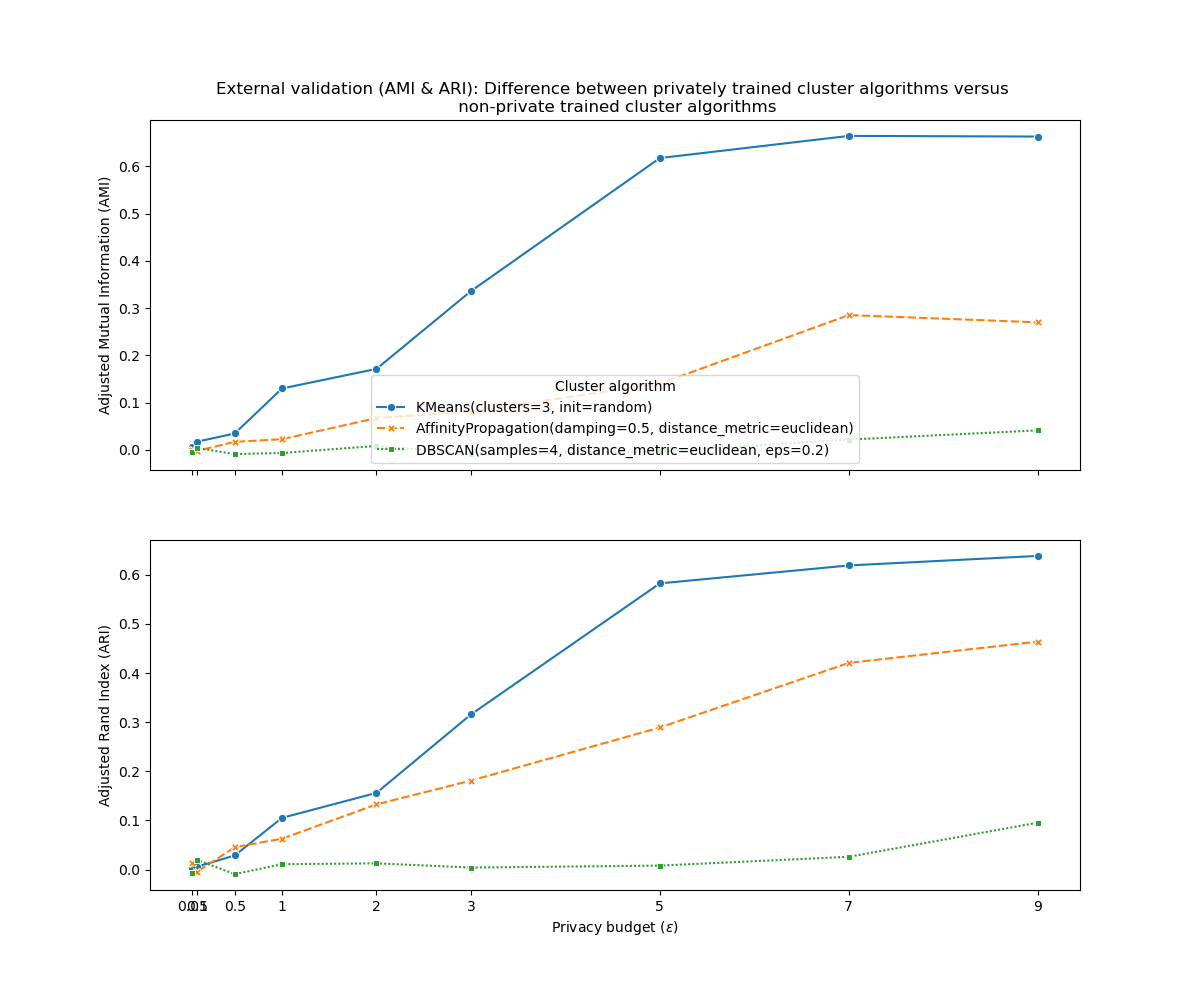 External validation (AMI & ARI): Difference between privately trained cluster algorithms versus
non-private trained cluster algorithms
Adjusted Mutual Information (AMI)
0.6
0.5
0.4
0.3
0.2
0.1
0.0
Cluster algorithm
KMeans(clusters=3, init=random)
AffinityPropagation(damping=0.5, distance_metric=euclidean)
DBSCAN(samples=4, distance_metric=euclidean, eps=0.2)
Adjusted Rand Index (ARI)
0.6
0.5
0.4
0.3
0.2
0.1
0.0
0.5 1 2 3 5 7 9
Privacy budget (ε)